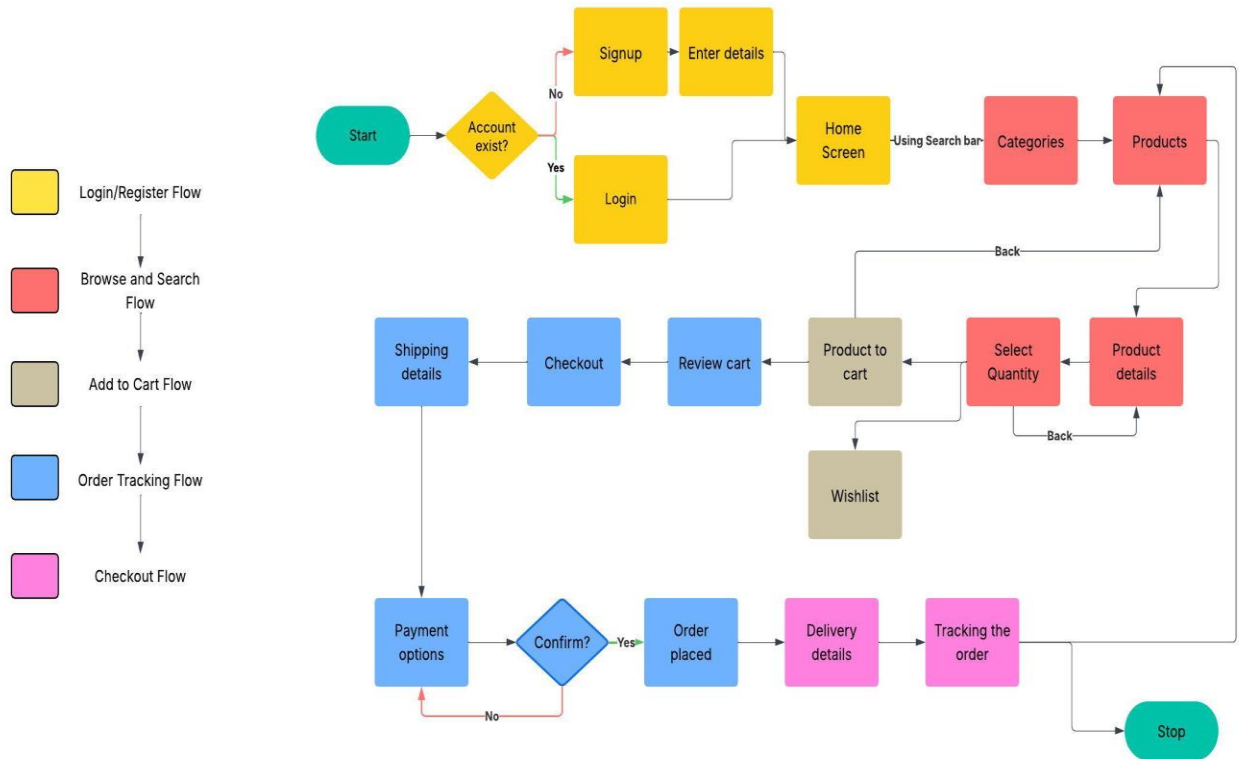 Login/Register Flow
Browse and Search
Flow
Add to Cart Flow
Order Tracking Flow
Checkout Flow
Start
Account
exist?
No
Yes
Signup
Enter details
Login
Home
Screen
Using Search bar
Categories
Products
Back
Product
details
Select
Quantity
Back
Product to
cart
Wishlist
Review cart
Checkout
Shipping
details
Payment
options
Confirm?
No
Yes
Order
placed
Delivery
details
Tracking the
order
Stop